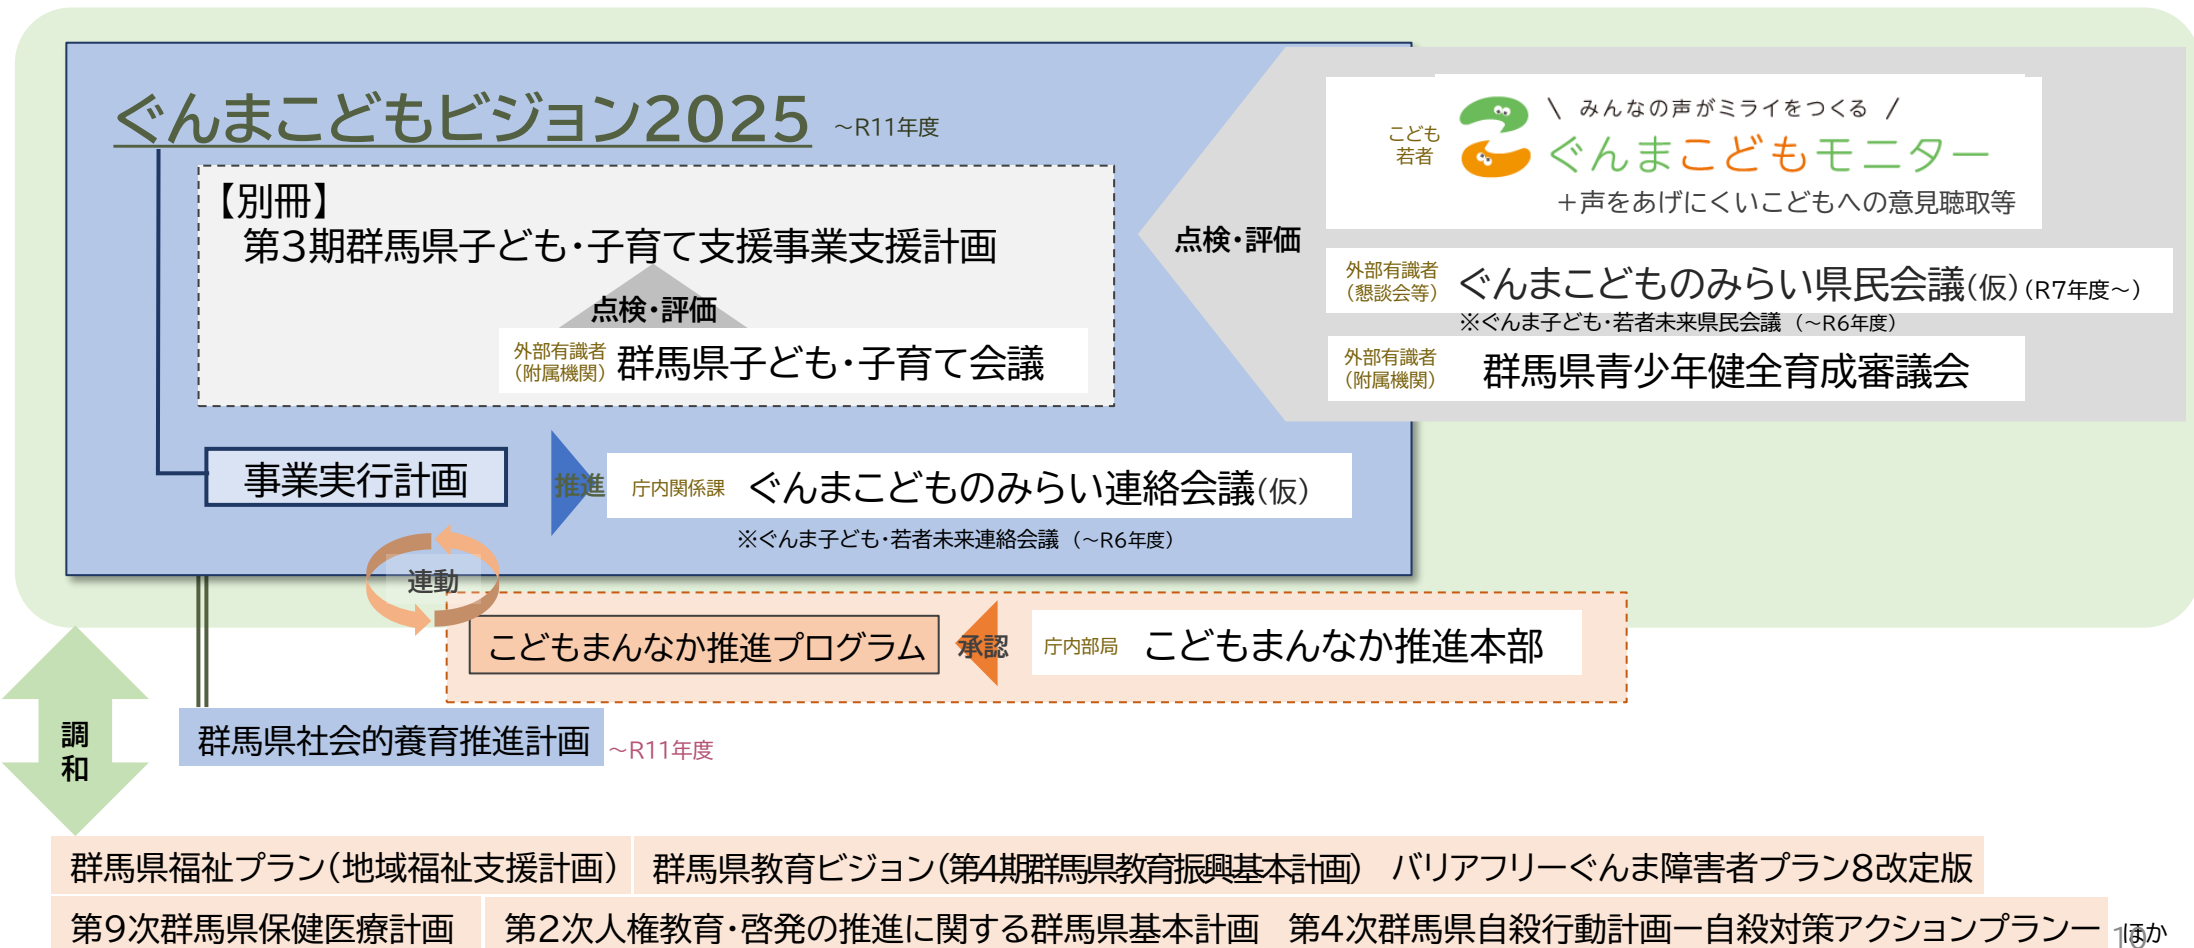 ぐんまこどもビジョン2025 ~R11年度
【別冊】
第3期群馬県子ども・子育て支援事業支援計画
点検・評価
外部有識者
(附属機関)
群馬県子ども・子育て会議
点検・評価
こども
若者
\ みんなの声がミライをつくる /
ぐんまこどもモニター
+声をあげにくいこどもへの意見聴取等
外部有識者
(懇談会等)
ぐんまこどものみらい県民会議(仮)(R7年度~)
※ぐんま子ども・若者未来県民会議 (~R6年度)
外部有識者
(附属機関)
群馬県青少年健全育成審議会
事業実行計画
推進
庁内関係課 ぐんまこどものみらい連絡会議(仮)
※ぐんま子ども・若者未来連絡会議 (~R6年度)
連動
こどもまんなか推進プログラム
承認
庁内部局 こどもまんなか推進本部
調
和
群馬県社会的養育推進計画 ~R11年度
群馬県福祉プラン(地域福祉支援計画)
群馬県教育ビジョン(第4期群馬県教育振興基本計画) バリアフリーぐんま障害者プラン8改定版
第9次群馬県保健医療計画
第2次人権教育・啓発の推進に関する群馬県基本計画 第4次群馬県自殺行動計画ー自殺対策アクションプランー
ほか